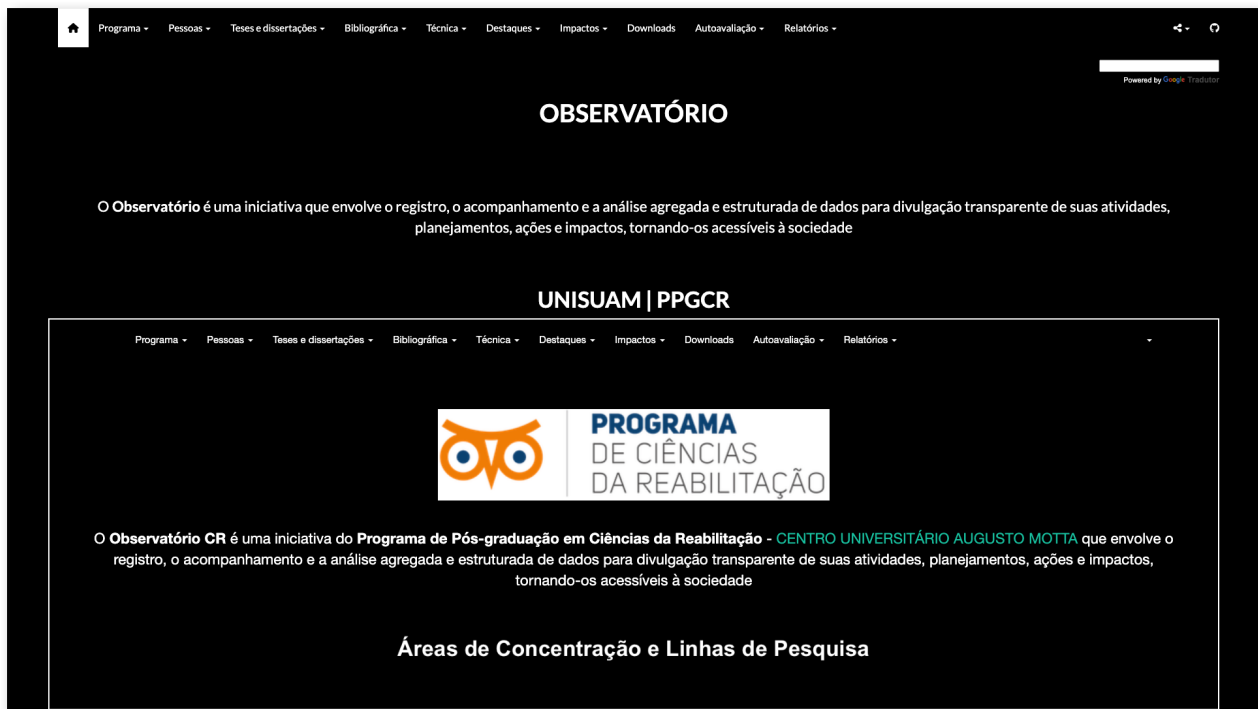 Programa Pessoas Teses e dissertações Bibliográfica Técnica Destaques Impactos Downloads Autoavaliação Relatórios
Powered by Google Tradutor
OBSERVATÓRIO
O Observatório é uma iniciativa que envolve o registro, o acompanhamento e a análise agregada e estruturada de dados para divulgação transparente de suas atividades,
planejamentos, ações e impactos, tornando-os acessíveis à sociedade
UNISUAM | PPGCR
Programa Pessoas Teses e dissertações Bibliográfica Técnica Destaques Impactos Downloads Autoavaliação Relatórios
PROGRAMA
DE CIÊNCIAS
DA REABILITAÇÃO
O Observatório CR é uma iniciativa do Programa de Pós-graduação em Ciências da Reabilitação - CENTRO UNIVERSITÁRIO AUGUSTO MOTTA que envolve o
registro, o acompanhamento e a análise agregada e estruturada de dados para divulgação transparente de suas atividades, planejamentos, ações e impactos,
tornando-os acessíveis à sociedade
Áreas de Concentração e Linhas de Pesquisa